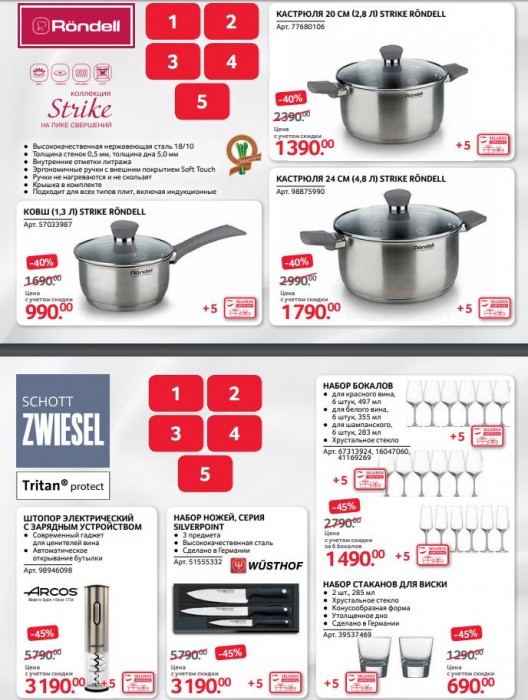 Röndell
1
2
3
4
5
КОЛЛЕКЦИЯ
Strike
НА ПИКЕ СВЕРШЕНИЙ
• Высококачественная нержавеющая сталь 18/10
• Толщина стенок 0,5 мм, толщина дна 5,0 мм
• Внутренние отметки литража
• Эргономичные ручки с внешним покрытием Soft Touch
• Ручки не нагреваются и не скользят
• Крышка в комплекте
• Подходит для всех типов плит, включая индукционные
КАСТРЮЛЯ 20 СМ (2,8 Л) STRIKE RÖNDELL
Арт. 77680106
-40%
2390.00
Цена
с учетом скидки
1390.00
+5
КАСТРЮЛЯ 24 СМ (4,8 Л) STRIKE RÖNDELL
Арт. 98875990
Röndell
-40%
2990.00
Цена
с учетом скидки
1790.00
+5
КОВШ (1,3 Л) STRIKE RÖNDELL
Арт. 57033987
Röndell
-40%
1690.00
Цена
с учетом скидки
990.00
+5
SCHOTT
ZWIESEL
Tritan® protect
1
2
3
4
5
НАБОР БОКАЛОВ
• для красного вина,
6 штук, 497 мл
• для белого вина,
6 штук, 355 мл
• для шампанского,
6 штук, 283 мл
• Хрустальное стекло
Арт. 67313924, 16047060,
41169269
+5
+5
-45%
2790.00
Цена
с учетом скидки
за 6 бокалов
1490.00
+5
ШТОПОР ЭЛЕКТРИЧЕСКИЙ
С ЗАРЯДНЫМ УСТРОЙСТВОМ
• Современный гаджет
для ценителей вина
• Автоматическое
открывание бутылки
Арт. 98946098
ARCOS
-45%
5790.00
Цена
с учетом скидки
3190.00
+5
НАБОР НОЖЕЙ, СЕРИЯ
SILVERPOINT
• 3 предмета
• Высококачественная сталь
• Сделано в Германии
Арт. 51555332
WÜSTHOF
5790.00
-45%
Цена
с учетом скидки
3190.00
+5
НАБОР СТАКАНОВ ДЛЯ ВИСКИ
• 2 шт., 285 мл
• Хрустальное стекло
• Конусообразная форма
• Утолщенное дно
• Сделано в Германии
Арт. 39537469
-45%
1290.00
Цена
с учетом скидки
690.00
+5